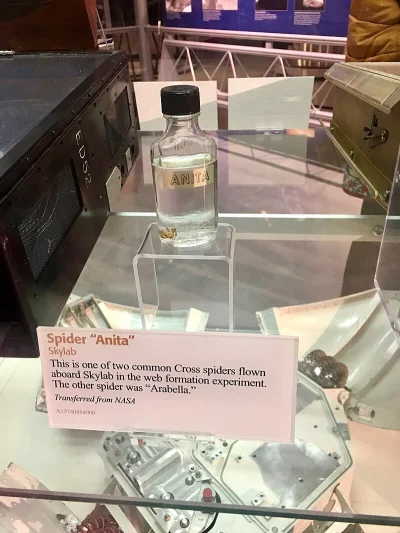 ANITA
ED52
Spider "Anita"
Skylab
This is one of two common Cross spiders flown
aboard Skylab in the web formation experiment.
The other spider was "Arabella."
Transferred from NASA